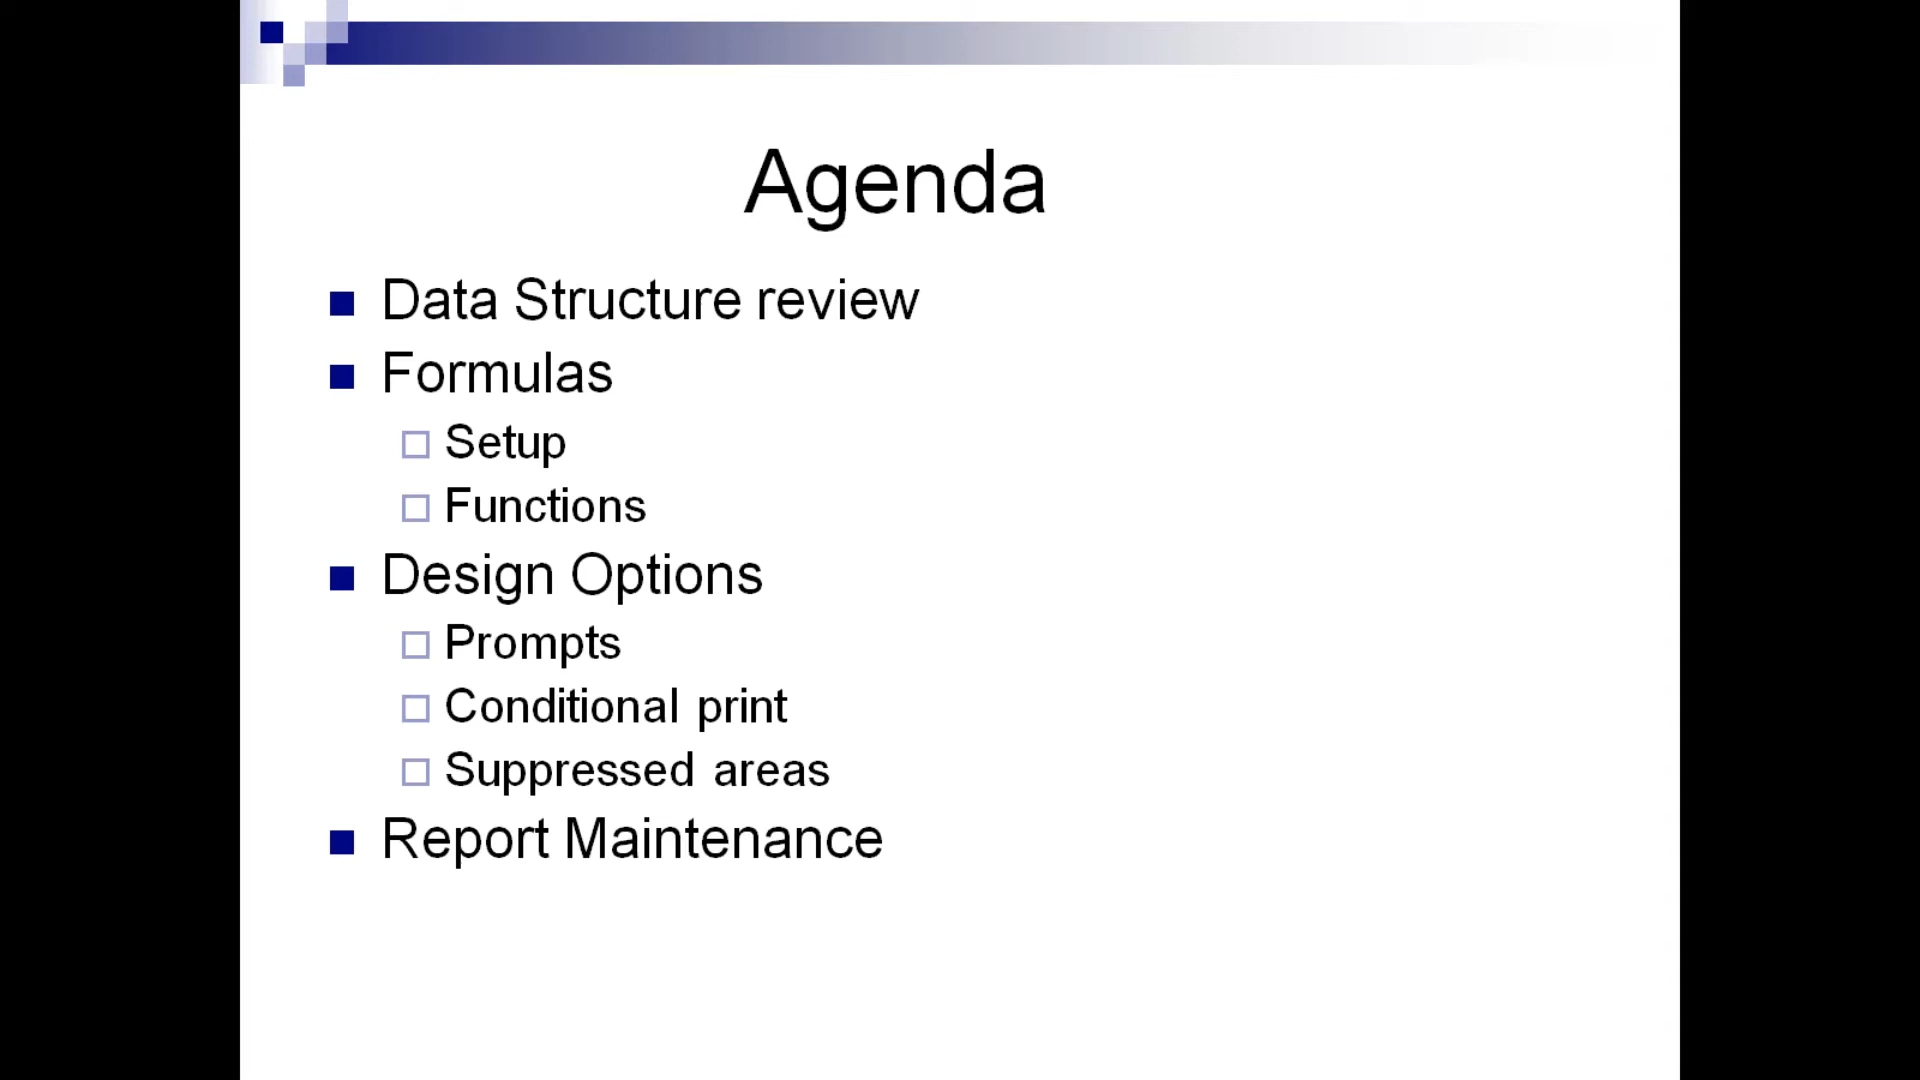 Agenda
Data Structure review
Formulas
Setup
Functions
Design Options
Prompts
Conditional print
Suppressed areas
Report Maintenance